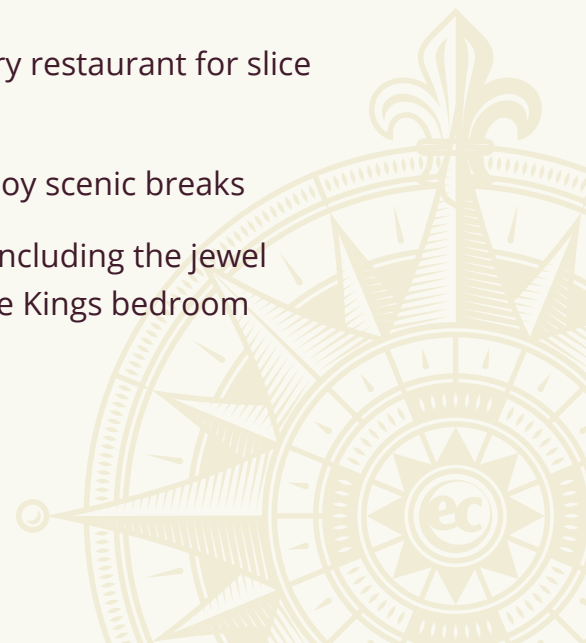 ry restaurant for slice
oy scenic breaks
ncluding the jewel
e Kings bedroom
ec